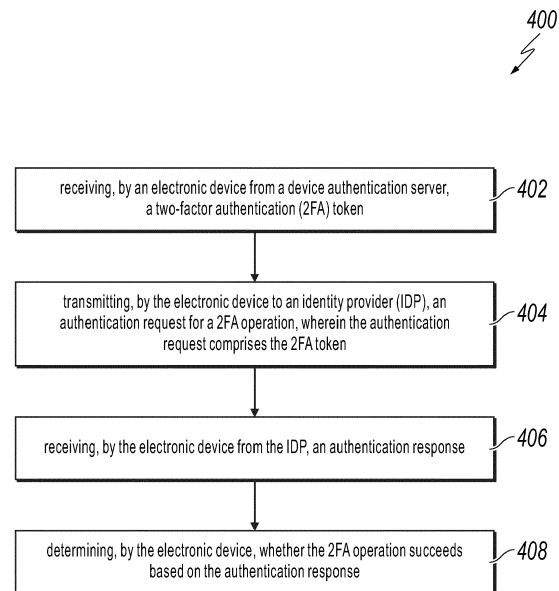 400
receiving, by an electronic device from a device authentication server,
a two-factor authentication (2FA) token
402
transmitting, by the electronic device to an identity provider (IDP), an
authentication request for a 2FA operation, wherein the authentication
request comprises the 2FA token
404
receiving, by the electronic device from the IDP, an authentication response
406
determining, by the electronic device, whether the 2FA operation succeeds
based on the authentication response
408